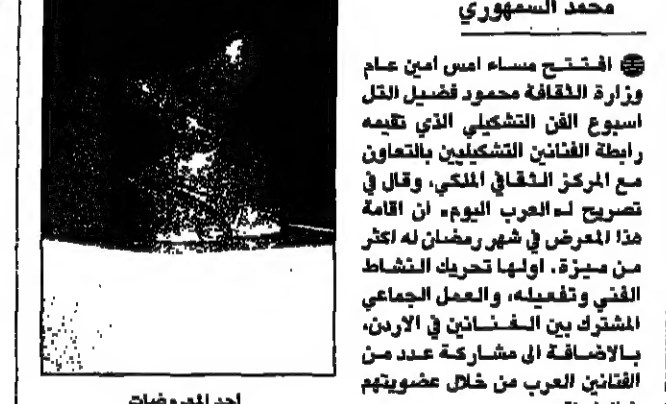 محمد السمهوري
افتتح مساء امس امين عام
وزارة الثقافة محمود فضيل التل
اسبوع الفن التشكيلي الذي تقيمه
رابطة الفنانين التشكيليين بالتعاون
مع المركز الثقافي الملكي، وقال في
تصريح لـ«العرب اليوم» ان اقامة
هذا المعرض في شهر رمضان له اكثر
من ميزة. اولها تحريك النشاط
الفني وتفعيله، والعمل الجماعي
المشترك بين الفنانين في الاردن،
بالاضافة الى مشاركة عدد من
الفنانين العرب من خلال عضويتهم
احد المعروضات